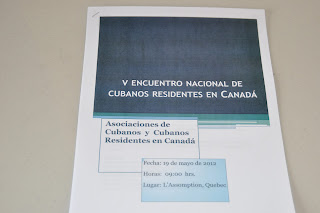 V ENCUENTRO NACIONAL DE
CUBANOS RESIDENTES EN CANADÁ
Asociaciones de
Cubanos y Cubanos
Residentes en Canadá
Fecha: 19 de mayo de 2012
Horas: 09:00 hrs.
Lugar: L'Assomption, Quebec